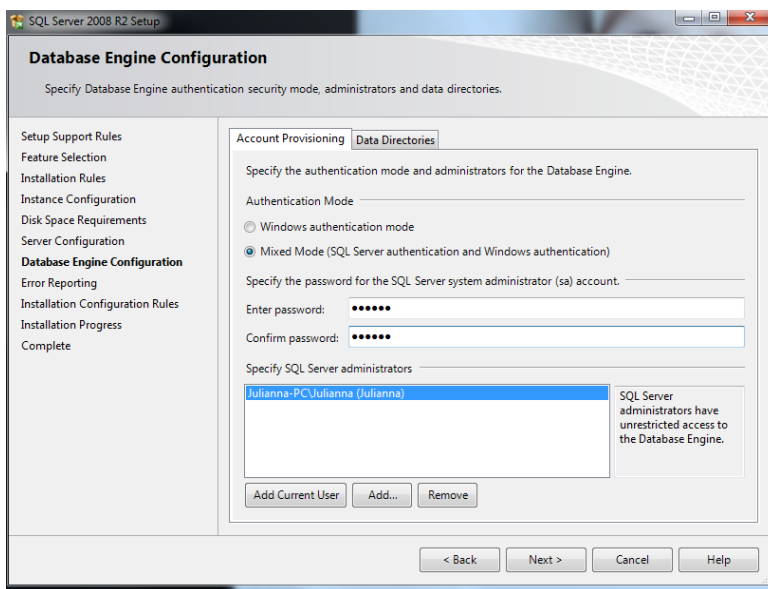 SQL Server 2008 R2 Setup
Database Engine Configuration
Specify Database Engine authentication security mode, administrators and data directories.
Setup Support Rules
Feature Selection
Installation Rules
Instance Configuration
Disk Space Requirements
Server Configuration
Database Engine Configuration
Error Reporting
Installation Configuration Rules
Installation Progress
Complete
Account Provisioning Data Directories
Specify the authentication mode and administrators for the Database Engine.
Authentication Mode
Windows authentication mode
Mixed Mode (SQL Server authentication and Windows authentication)
Specify the password for the SQL Server system administrator (sa) account.
Enter password: ●●●●●●
Confirm password: ●●●●●●
Specify SQL Server administrators
Julianna-PC\Julianna (Julianna)
SQL Server
administrators have
unrestricted access to
the Database Engine.
Add Current User Add... Remove
< Back Next > Cancel Help